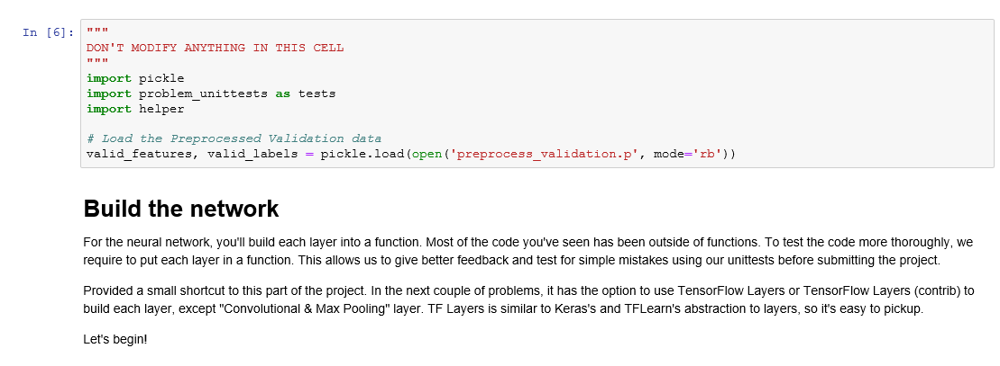 In [6]: """
DON'T MODIFY ANYTHING IN THIS CELL
"""
import pickle
import problem_unittests as tests
import helper
# Load the Preprocessed Validation data
valid_features, valid_labels = pickle.load(open('preprocess_validation.p', mode='rb'))
Build the network
For the neural network, you'll build each layer into a function. Most of the code you've seen has been outside of functions. To test the code more thoroughly, we
require to put each layer in a function. This allows us to give better feedback and test for simple mistakes using our unittests before submitting the project.
Provided a small shortcut to this part of the project. In the next couple of problems, it has the option to use TensorFlow Layers or TensorFlow Layers (contrib) to
build each layer, except "Convolutional & Max Pooling" layer. TF Layers is similar to Keras's and TFLearn's abstraction to layers, so it's easy to pickup.
Let's begin!